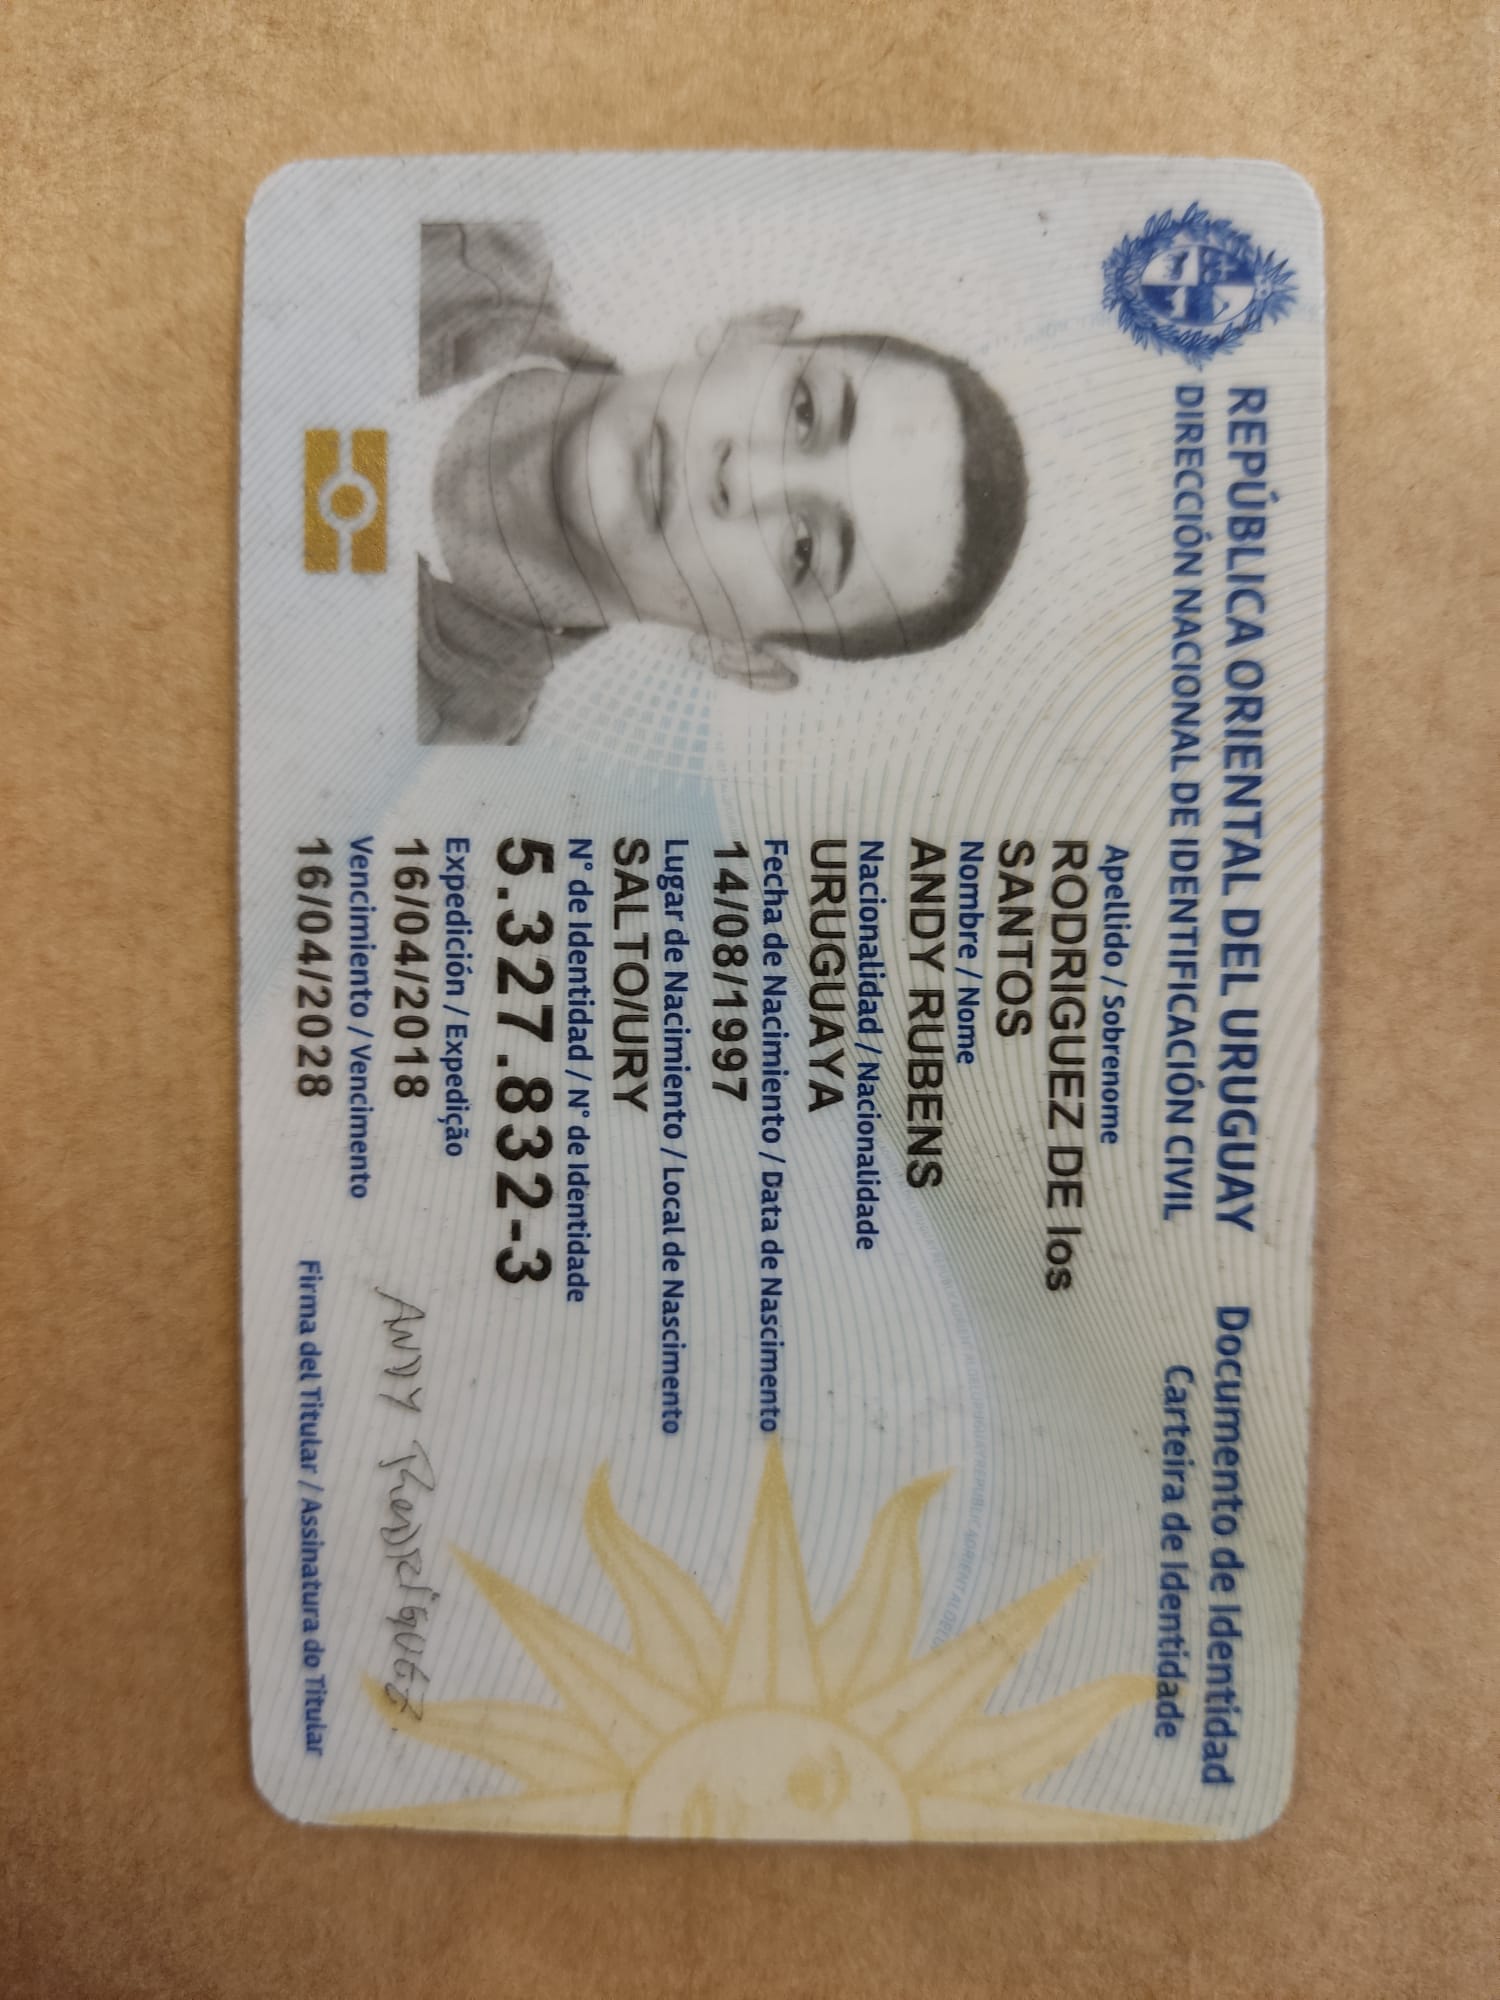 REPÚBLICA ORIENTAL DEL URUGUAY
DIRECCIÓN NACIONAL DE IDENTIFICACIÓN CIVIL
Documento de Identidad
Carteira de Identidade
Apellido / Sobrenome
RODRIGUEZ DE los
SANTOS
Nombre / Nome
ANDY RUBENS
Nacionalidad / Nacionalidade
URUGUAYA
Fecha de Nacimiento / Data de Nascimento
14/08/1997
Lugar de Nacimiento / Local de Nascimento
SALTO/URY
N° de Identidad / N° de Identidade
5.327.832-3
Expedición / Expedição
16/04/2018
Vencimiento / Vencimento
16/04/2028
ANDY RODRIGUEZ.
Firma del Titular / Assinatura do Titular